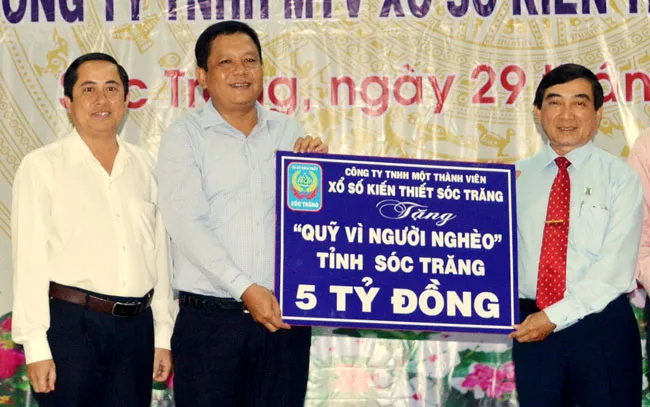 CÔNG TY TNHH MTV XỔ SỐ KIẾN
Sóc Trăng, ngày 29
CÔNG TY TNHH MỘT THÀNH VIÊN
XỔ SỐ KIẾN THIẾT SÓC TRĂNG
SÓC TRĂNG
Tặng
“QUỸ VÌ NGƯỜI NGHÈO”
TỈNH SÓC TRĂNG
5 TỶ ĐỒNG